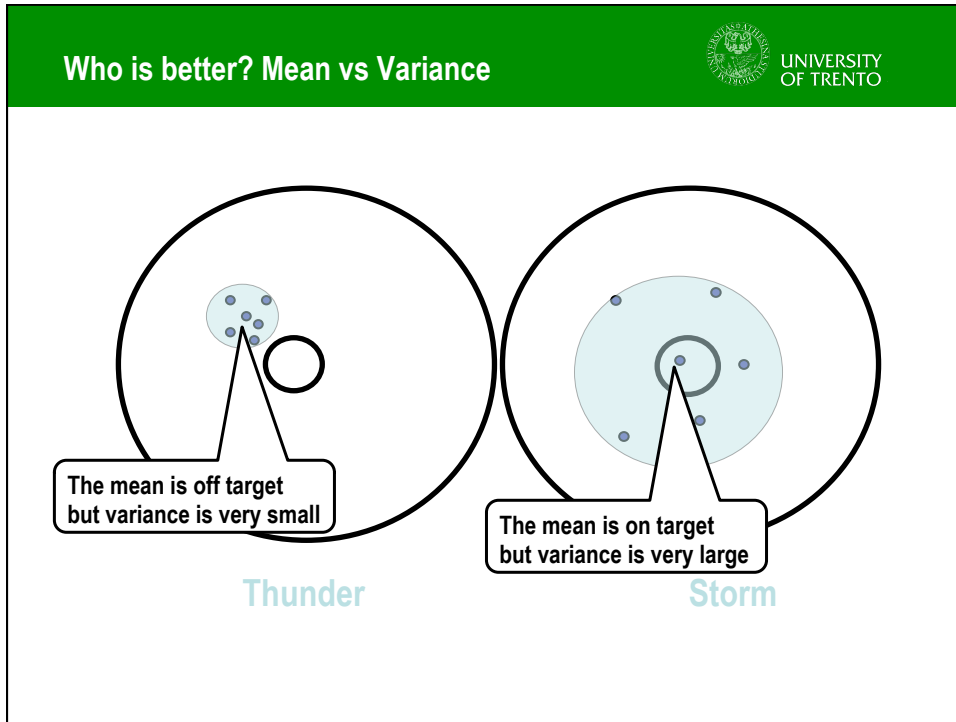 Who is better? Mean vs Variance
UNIVERSITY
OF TRENTO
The mean is off target
but variance is very small
The mean is on target
but variance is very large
Thunder
Storm